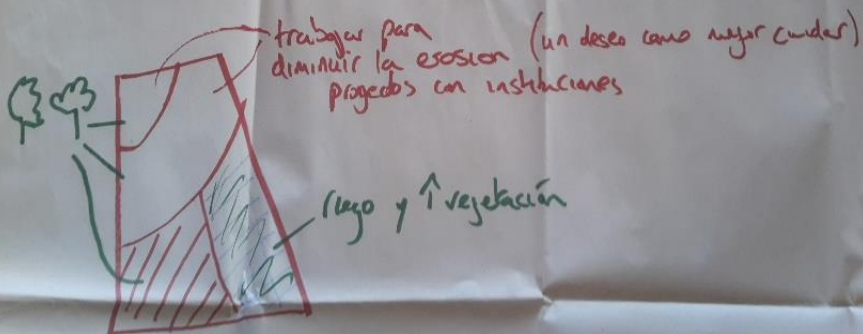 trabajar para
diminuir la erosion (un deseo como mejor cuidar)
proyectos con instituciones
riego y ↑ vegetación